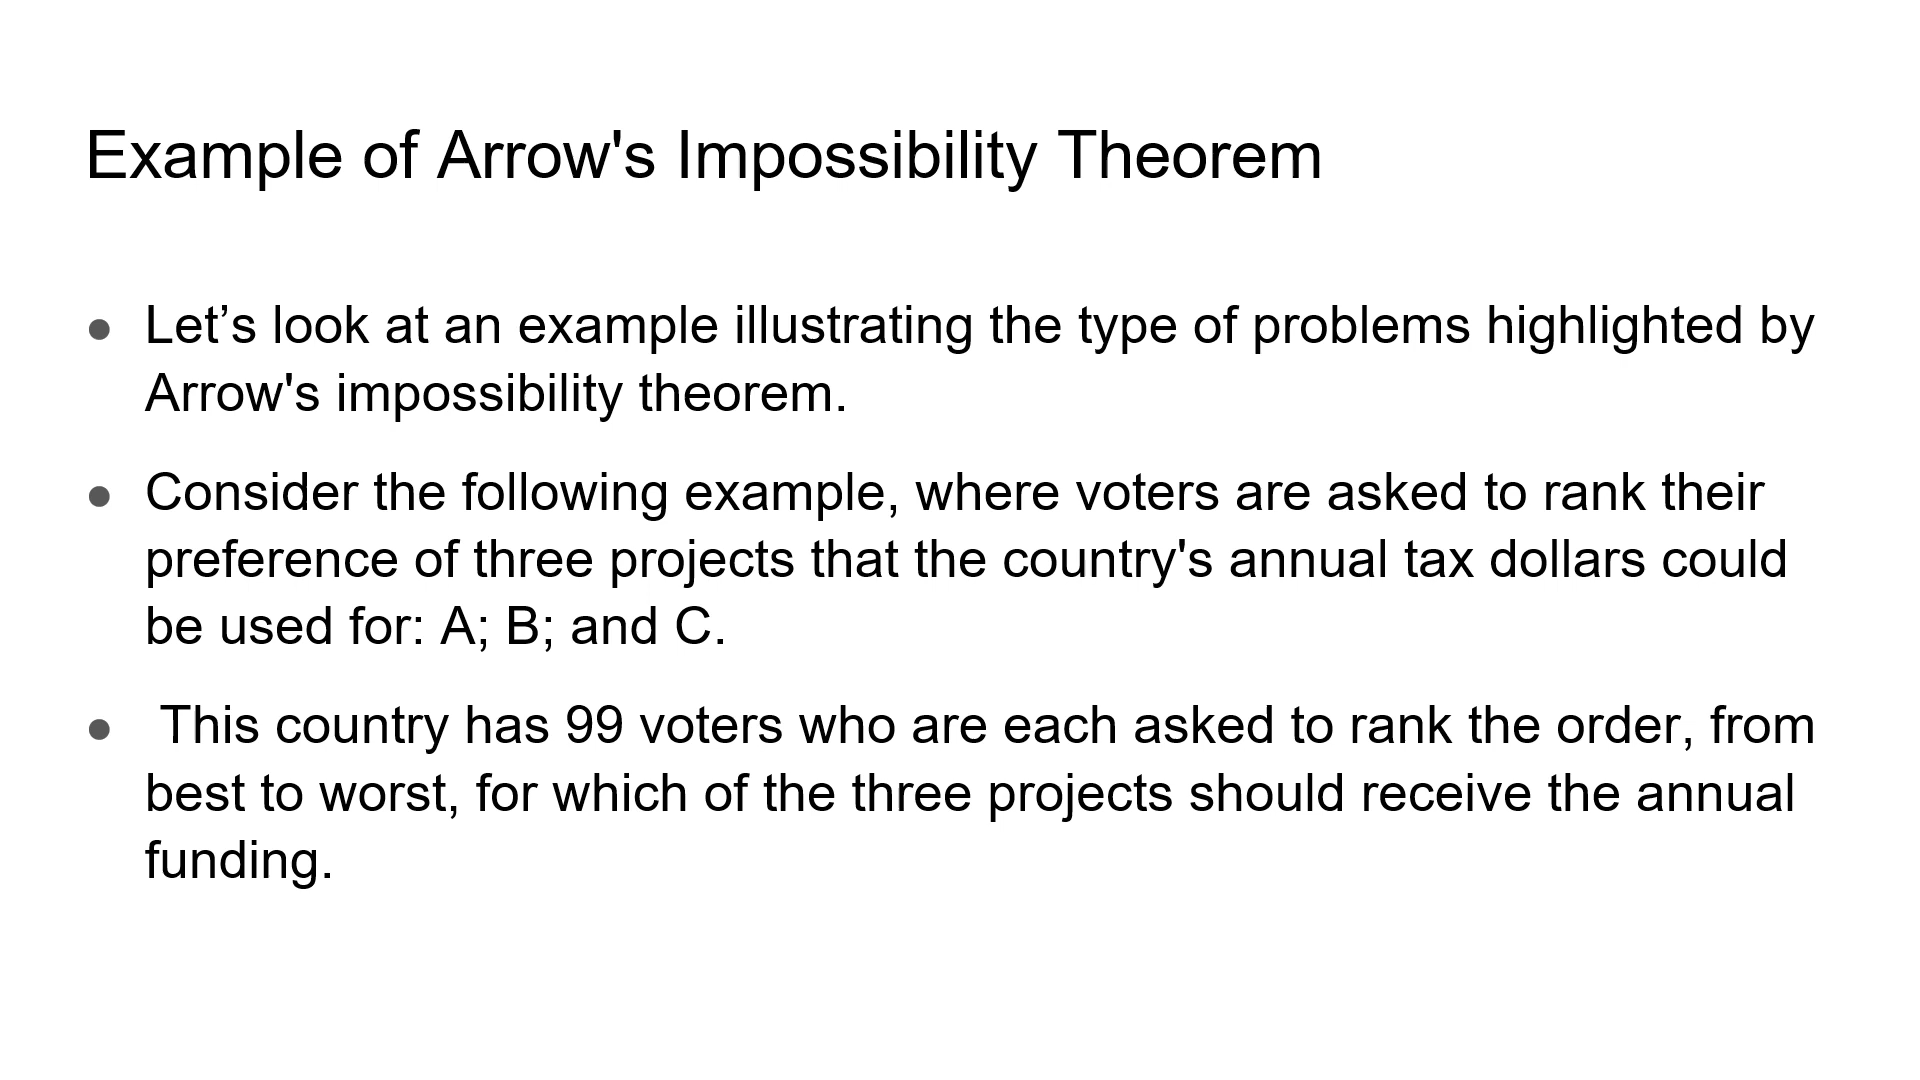 Example of Arrow's Impossibility Theorem
● Let’s look at an example illustrating the type of problems highlighted by
Arrow's impossibility theorem.
● Consider the following example, where voters are asked to rank their
preference of three projects that the country's annual tax dollars could
be used for: A; B; and C.
● This country has 99 voters who are each asked to rank the order, from
best to worst, for which of the three projects should receive the annual
funding.